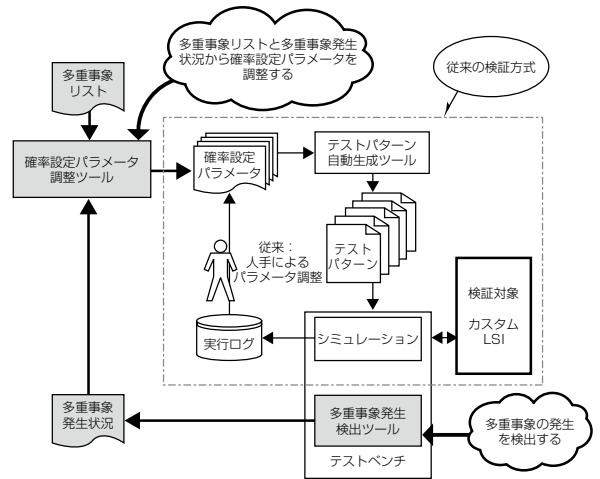 多重事象リストと多重事象発生
状況から確率設定パラメータを
調整する
従来の検証方式
多重事象
リスト
確率設定パラメータ
調整ツール
確率設定
パラメータ
テストパターン
自動生成ツール
従来：
人手による
パラメータ調整
テスト
パターン
検証対象
カスタム
LSI
実行ログ
シミュレーション
多重事象
発生状況
多重事象発生
検出ツール
多重事象の発生
を検出する
テストベンチ